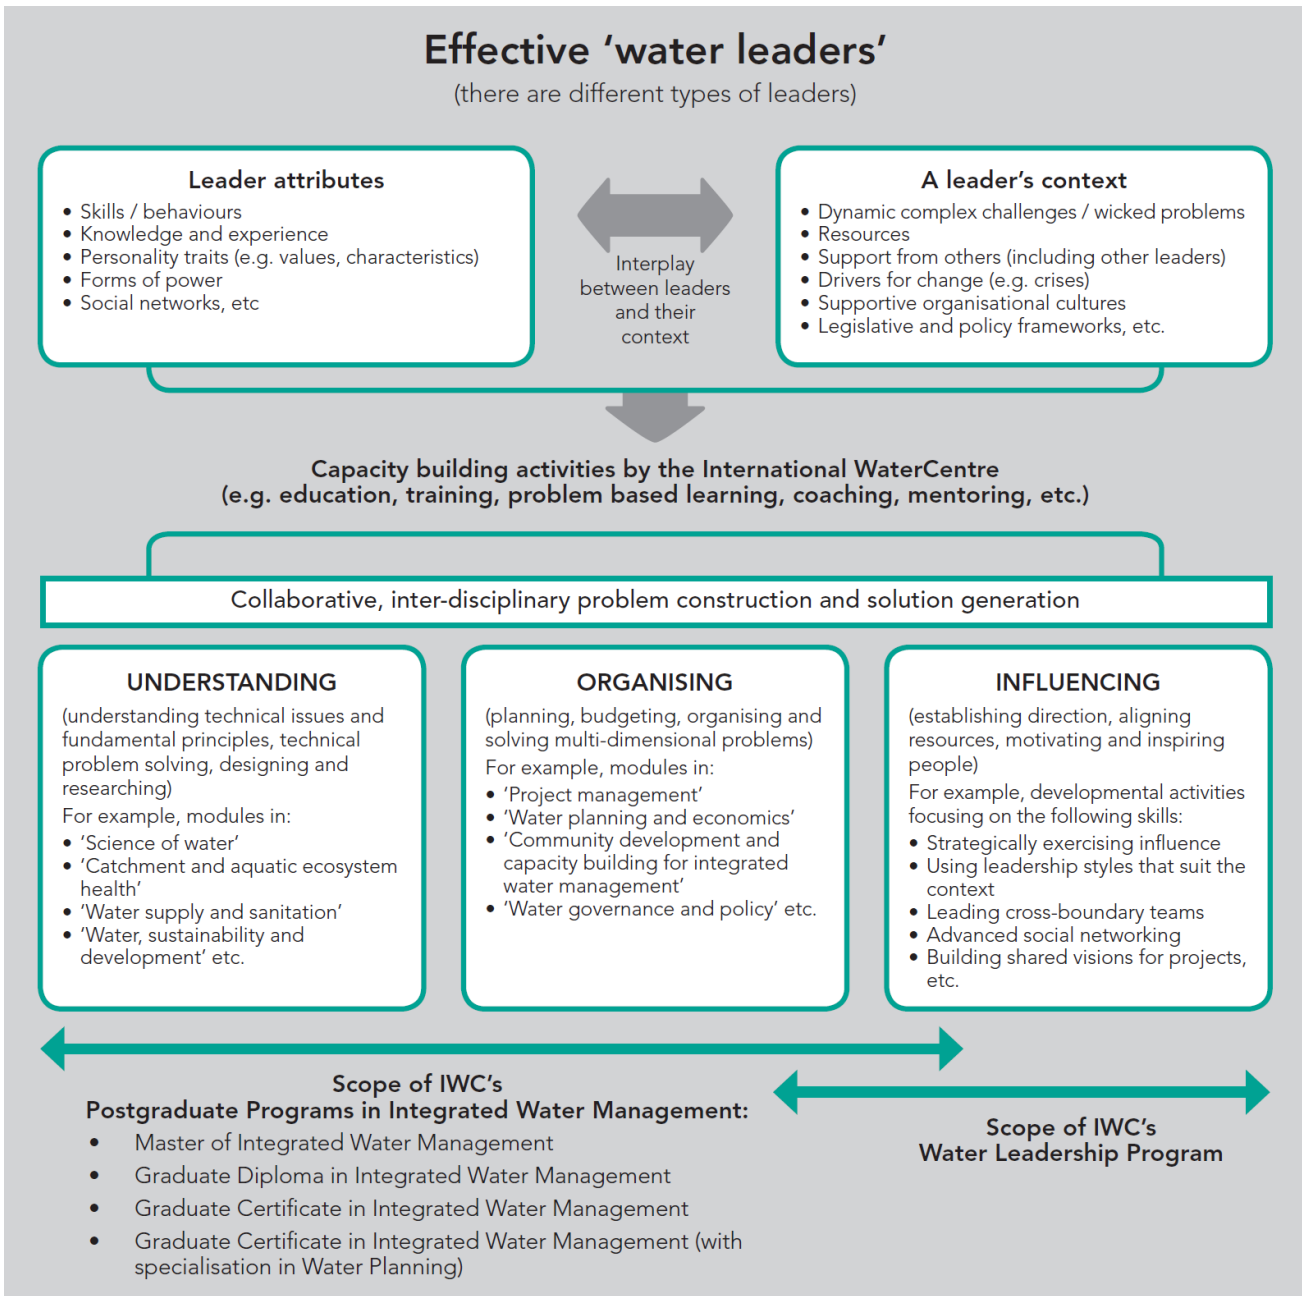 Effective ‘water leaders’
(there are different types of leaders)
Leader attributes
• Skills / behaviours
• Knowledge and experience
• Personality traits (e.g. values, characteristics)
• Forms of power
• Social networks, etc
Interplay
between leaders
and their
context
A leader’s context
• Dynamic complex challenges / wicked problems
• Resources
• Support from others (including other leaders)
• Drivers for change (e.g. crises)
• Supportive organisational cultures
• Legislative and policy frameworks, etc.
Capacity building activities by the International WaterCentre
(e.g. education, training, problem based learning, coaching, mentoring, etc.)
Collaborative, inter-disciplinary problem construction and solution generation
UNDERSTANDING
(understanding technical issues and
fundamental principles, technical
problem solving, designing and
researching)
For example, modules in:
• ‘Science of water’
• ‘Catchment and aquatic ecosystem
health’
• ‘Water supply and sanitation’
• ‘Water, sustainability and
development’ etc.
ORGANISING
(planning, budgeting, organising and
solving multi-dimensional problems)
For example, modules in:
• ‘Project management’
• ‘Water planning and economics’
• ‘Community development and
capacity building for integrated
water management’
• ‘Water governance and policy’ etc.
INFLUENCING
(establishing direction, aligning
resources, motivating and inspiring
people)
For example, developmental activities
focusing on the following skills:
• Strategically exercising influence
• Using leadership styles that suit the
context
• Leading cross-boundary teams
• Advanced social networking
• Building shared visions for projects,
etc.
Scope of IWC’s
Postgraduate Programs in Integrated Water Management:
• Master of Integrated Water Management
• Graduate Diploma in Integrated Water Management
• Graduate Certificate in Integrated Water Management
• Graduate Certificate in Integrated Water Management (with
specialisation in Water Planning)
Scope of IWC’s
Water Leadership Program